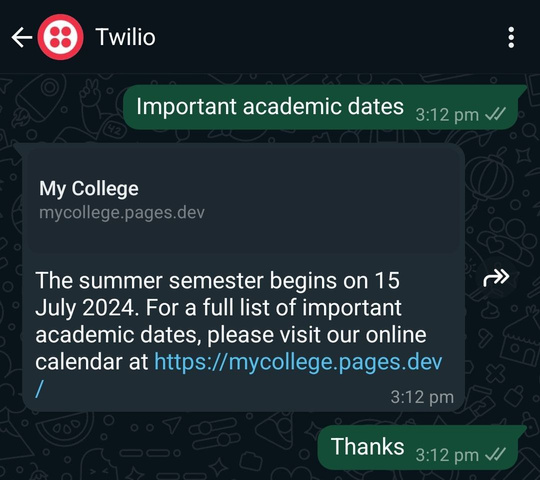 Twilio
Important academic dates 3:12 pm
My College
mycollege.pages.dev
The summer semester begins on 15
July 2024. For a full list of important
academic dates, please visit our online
calendar at https://mycollege.pages.dev
/
3:12 pm
Thanks 3:12 pm